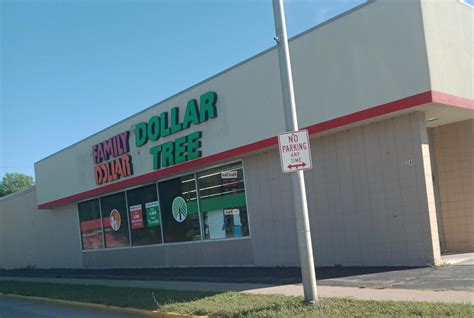 FAMILY
DOLLAR
DOLLAR
TREE
NO
PARKING
ANY
TIME